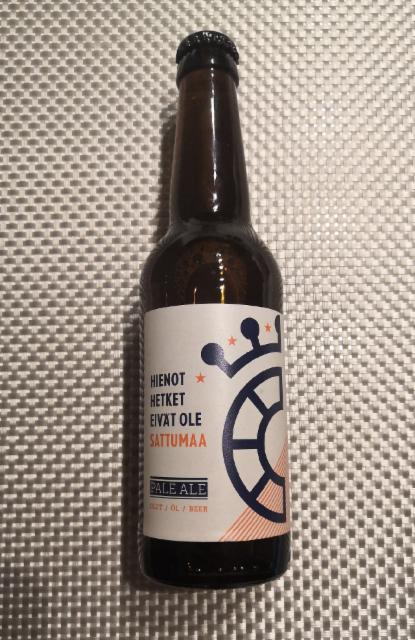 HIENOT
HETKET
EIVÄT OLE
SATTUMAA
PALE ALE
OLUT / ÖL / BEER